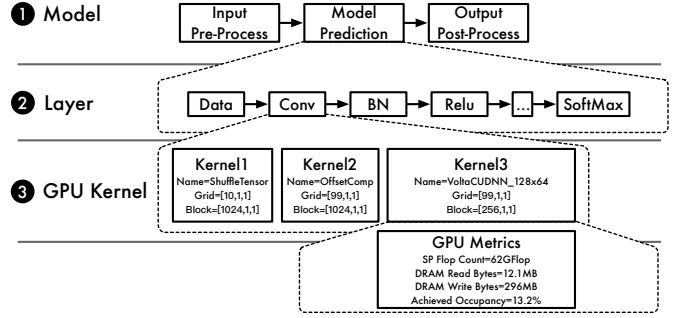 1 Model
Input
Pre-Process
Model
Prediction
Output
Post-Process
2 Layer
Data
Conv
BN
Relu
...
SoftMax
3 GPU Kernel
Kernel1
Name=ShuffleTensor
Grid=[10,1,1]
Block=[1024,1,1]
Kernel2
Name=OffsetComp
Grid=[99,1,1]
Block=[1024,1,1]
Kernel3
Name=VoltaCUDNN_128x64
Grid=[99,1,1]
Block=[256,1,1]
GPU Metrics
SP Flop Count=62GFlop
DRAM Read Bytes=12.1MB
DRAM Write Bytes=296MB
Achieved Occupancy=13.2%